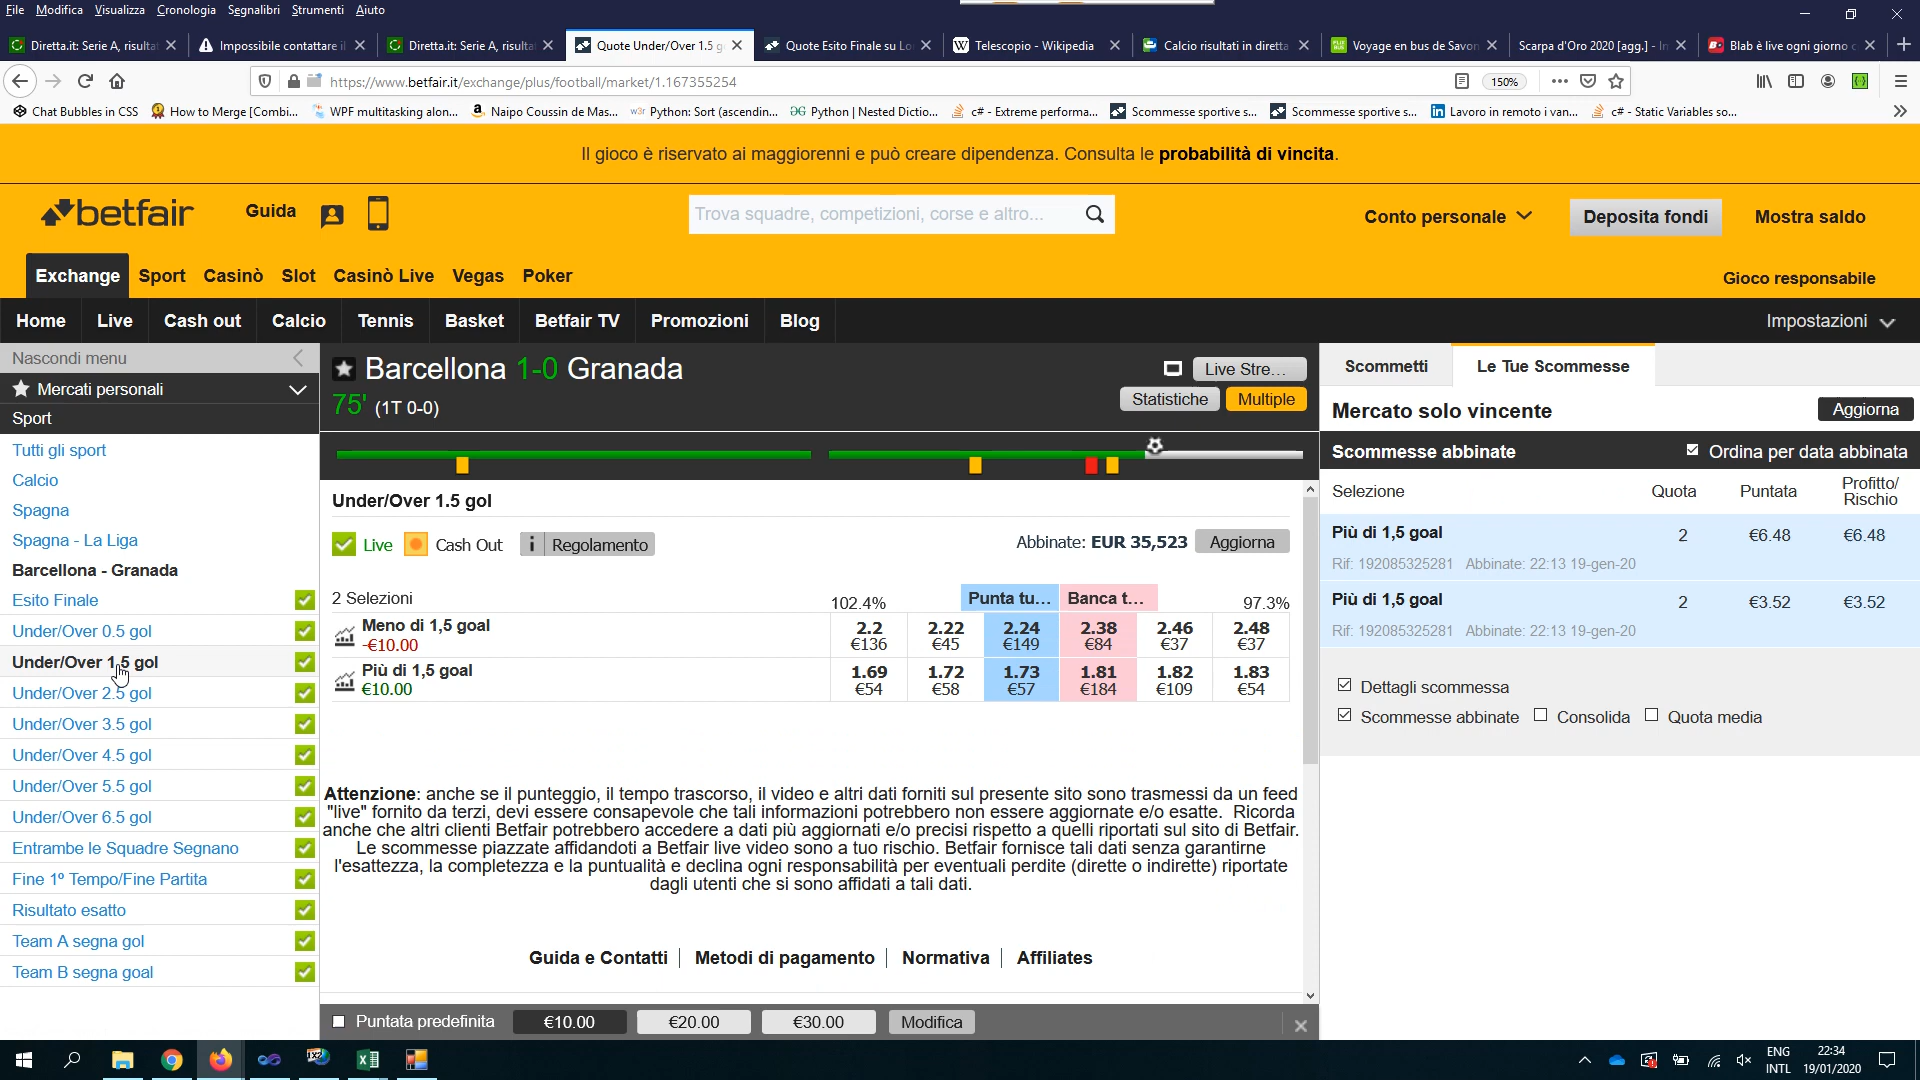 File Modifica Visualizza Cronologia Segnalibri Strumenti Aiuto
Diretta.it: Serie A, risulta
Impossibile contattare i
Diretta.it: Serie A, risulta
Quote Under/Over 1.5 g
Quote Esito Finale su Lo
Telescopio - Wikipedia
Calcio risultati in diretta
Voyage en bus de Savon
Scarpa d'Oro 2020 [agg.] - In
Blab è live ogni giorno c
https://www.betfair.it/exchange/plus/football/market/1.167355254
150%
Chat Bubbles in CSS
How to Merge [Combi...
WPF multitasking alon...
Naipo Coussin de Mas...
Python: Sort (ascendin...
Python | Nested Dictio...
c# - Extreme performa...
Scommesse sportive s...
Scommesse sportive s...
Lavoro in remoto i van...
c# - Static Variables so...
Il gioco è riservato ai maggiorenni e può creare dipendenza. Consulta le probabilità di vincita.
betfair
Guida
Trova squadre, competizioni, corse e altro...
Conto personale
Deposita fondi
Mostra saldo
Exchange Sport Casinò Slot Casinò Live Vegas Poker
Gioco responsabile
Home Live Cash out Calcio Tennis Basket Betfair TV Promozioni Blog
Impostazioni
Nascondi menu
Mercati personali
Sport
Tutti gli sport
Calcio
Spagna
Spagna - La Liga
Barcellona - Granada
Esito Finale
Under/Over 0.5 gol
Under/Over 1.5 gol
Under/Over 2.5 gol
Under/Over 3.5 gol
Under/Over 4.5 gol
Under/Over 5.5 gol
Under/Over 6.5 gol
Entrambe le Squadre Segnano
Fine 1º Tempo/Fine Partita
Risultato esatto
Team A segna gol
Team B segna goal
Barcellona 1-0 Granada
75' (1T 0-0)
Live Stre...
Statistiche
Multiple
Under/Over 1.5 gol
Live
Cash Out
i Regolamento
Abbinate: EUR 35,523
Aggiorna
2 Selezioni
102.4%
Punta tu...
Banca t...
97.3%
Meno di 1,5 goal
-€10.00
2.2 2.22 2.24 2.38 2.46 2.48
€136 €45 €149 €84 €37 €37
Più di 1,5 goal
€10.00
1.69 1.72 1.73 1.81 1.82 1.83
€54 €58 €57 €184 €109 €54
Attenzione: anche se il punteggio, il tempo trascorso, il video e altri dati forniti sul presente sito sono trasmessi da un feed
"live" fornito da terzi, devi essere consapevole che tali informazioni potrebbero non essere aggiornate e/o esatte. Ricorda
anche che altri clienti Betfair potrebbero accedere a dati più aggiornati e/o precisi rispetto a quelli riportati sul sito di Betfair.
Le scommesse piazzate affidandoti a Betfair live video sono a tuo rischio. Betfair fornisce tali dati senza garantirne
l'esattezza, la completezza e la puntualità e declina ogni responsabilità per eventuali perdite (dirette o indirette) riportate
dagli utenti che si sono affidati a tali dati.
Guida e Contatti
Metodi di pagamento
Normativa
Affiliates
Puntata predefinita
€10.00
€20.00
€30.00
Modifica
Scommetti
Le Tue Scommesse
Mercato solo vincente
Aggiorna
Scommesse abbinate
Ordina per data abbinata
Selezione Quota Puntata Profitto/
Rischio
Più di 1,5 goal 2 €6.48 €6.48
Rif: 192085325281 Abbinate: 22:13 19-gen-20
Più di 1,5 goal 2 €3.52 €3.52
Rif: 192085325281 Abbinate: 22:13 19-gen-20
Dettagli scommessa
Scommesse abbinate
Consolida
Quota media
ENG
INTL
22:34
19/01/2020